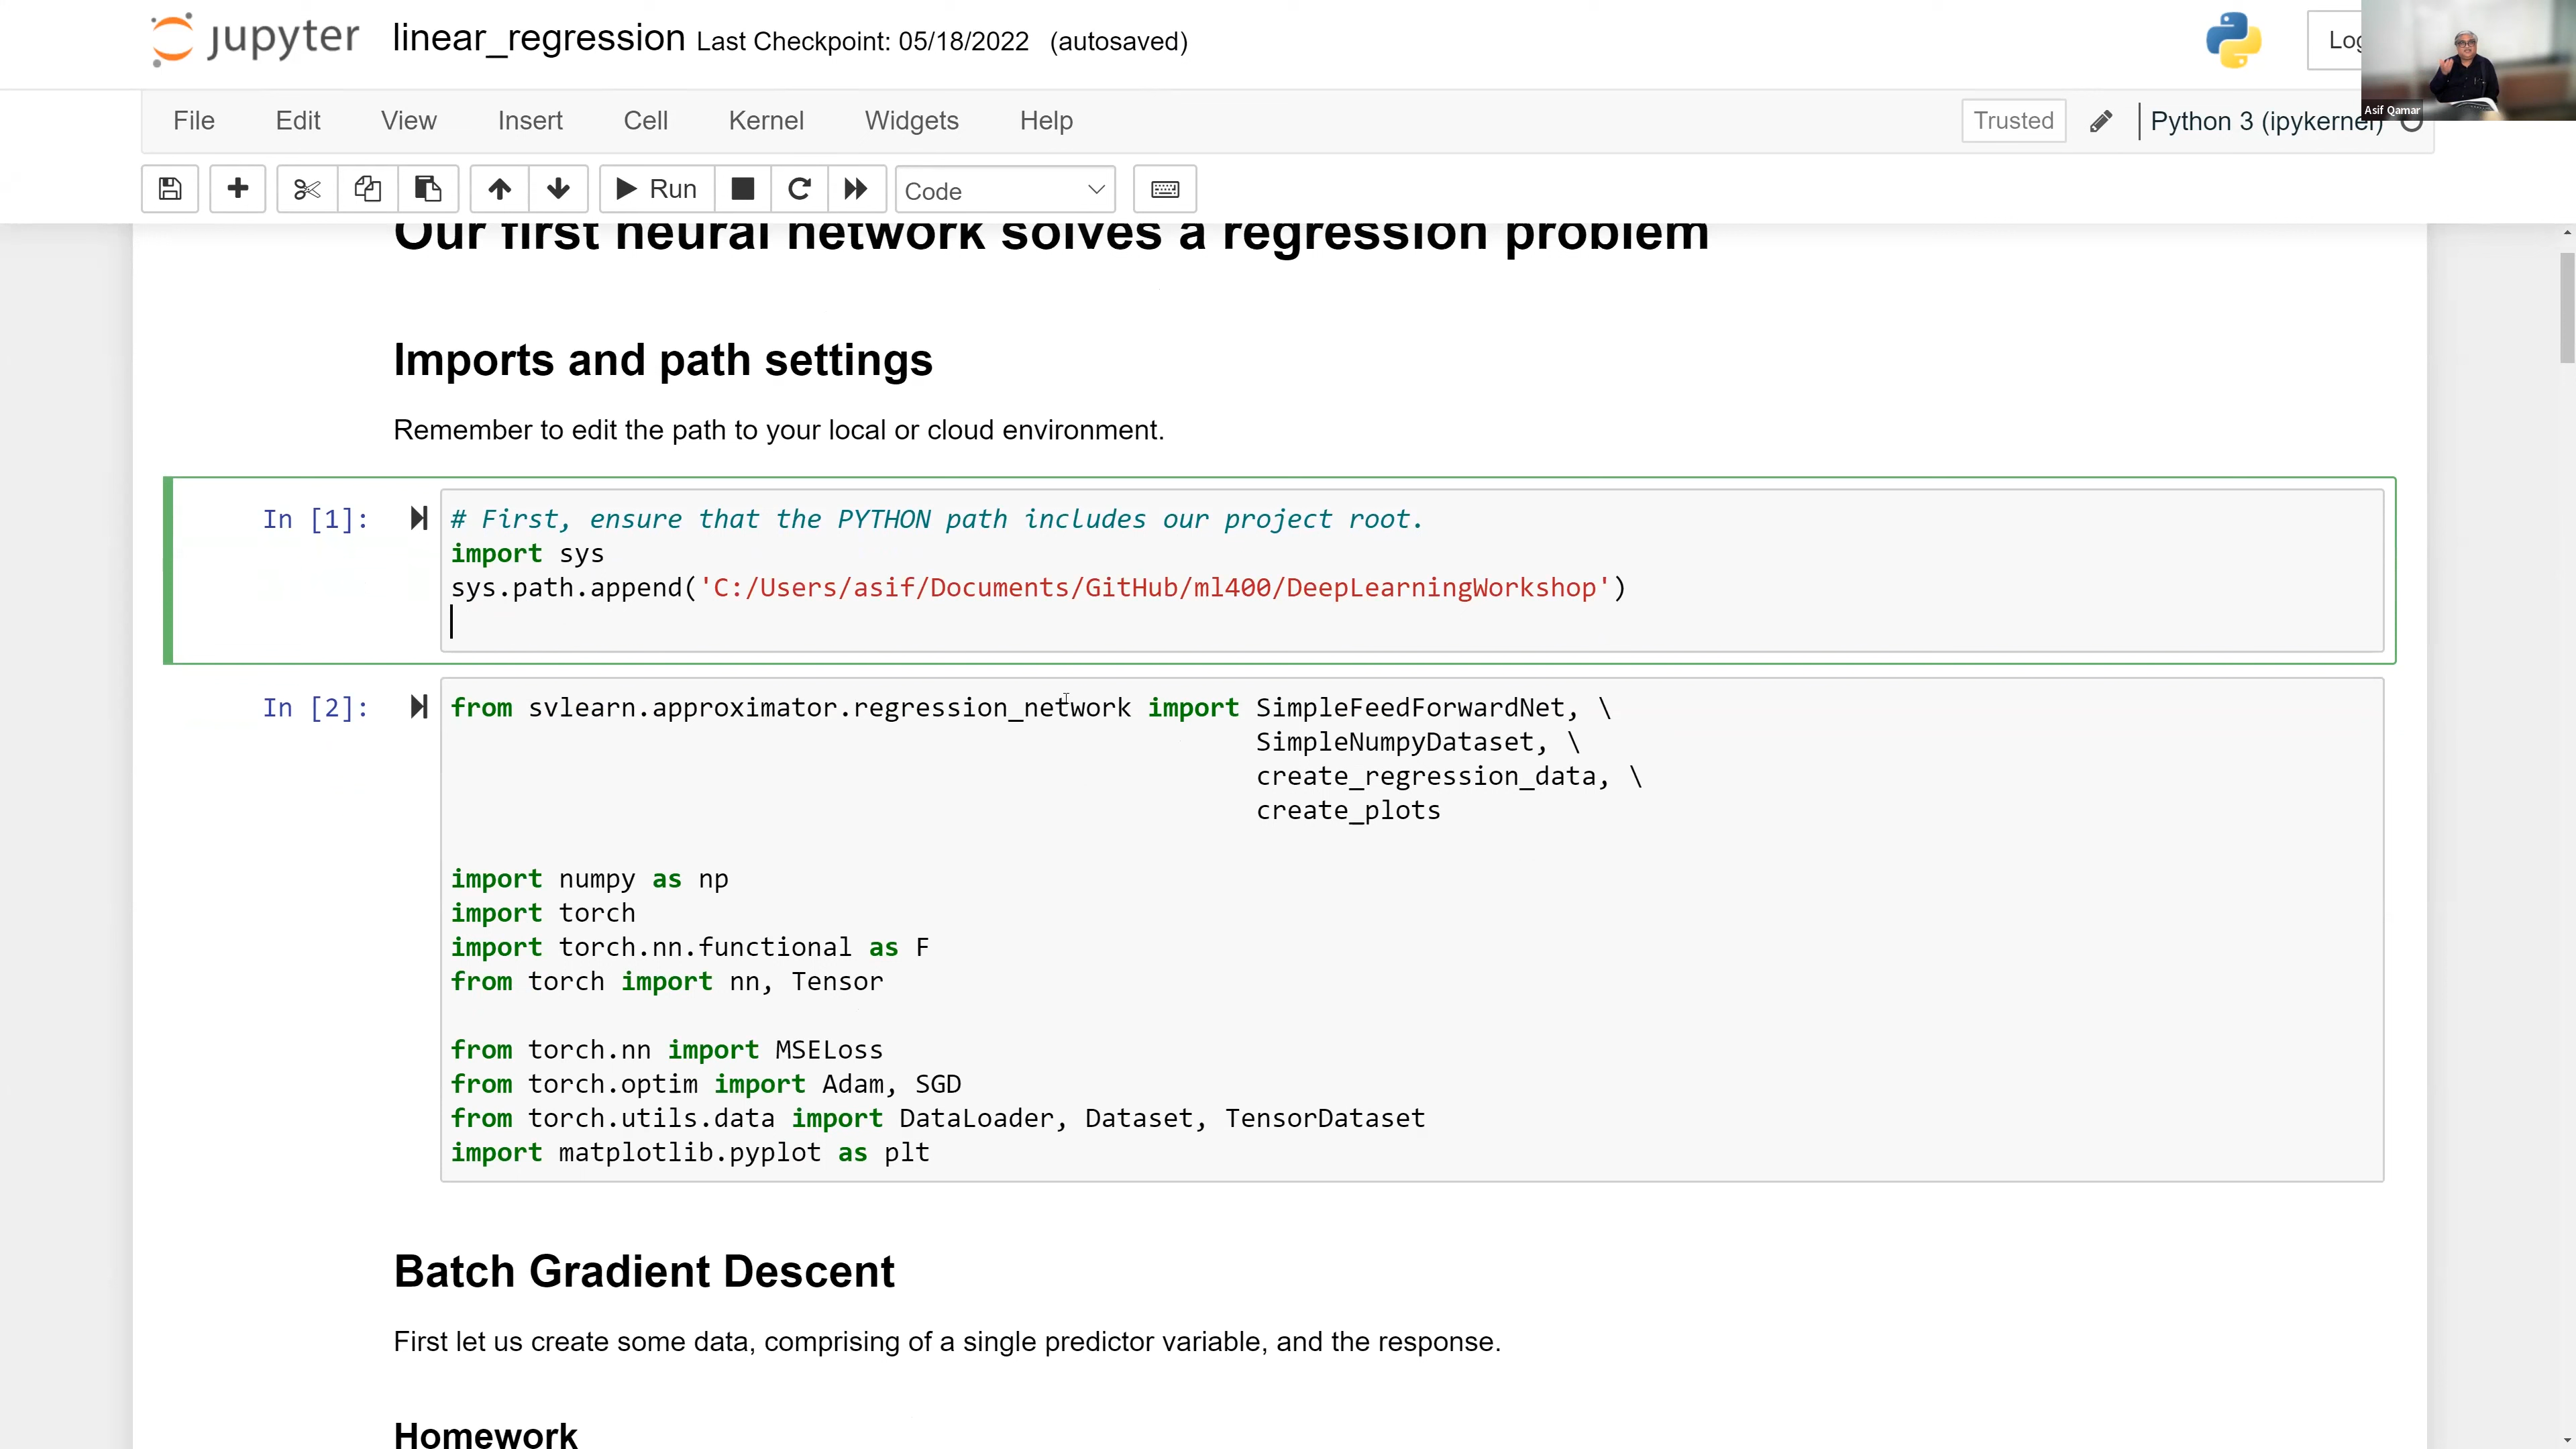 jupyter linear_regression Last Checkpoint: 05/18/2022 (autosaved)
Asif Qamar
File Edit View Insert Cell Kernel Widgets Help Trusted Python 3 (ipykernel)
Run Code
Our first neural network solves a regression problem
Imports and path settings
Remember to edit the path to your local or cloud environment.
In [1]: # First, ensure that the PYTHON path includes our project root.
import sys
sys.path.append('C:/Users/asif/Documents/GitHub/ml400/DeepLearningWorkshop')
In [2]: from svlearn.approximator.regression_network import SimpleFeedForwardNet, \
SimpleNumpyDataset, \
create_regression_data, \
create_plots
import numpy as np
import torch
import torch.nn.functional as F
from torch import nn, Tensor
from torch.nn import MSELoss
from torch.optim import Adam, SGD
from torch.utils.data import DataLoader, Dataset, TensorDataset
import matplotlib.pyplot as plt
Batch Gradient Descent
First let us create some data, comprising of a single predictor variable, and the response.
Homework